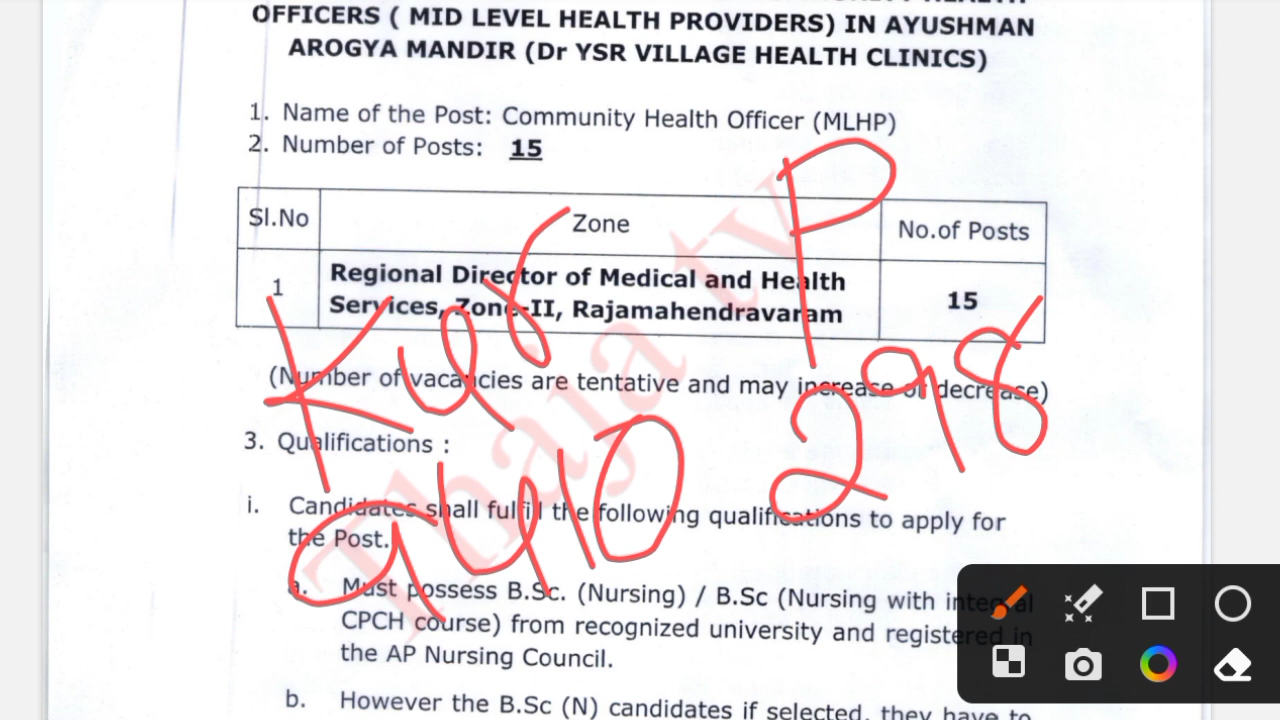 OFFICERS ( MID LEVEL HEALTH PROVIDERS) IN AYUSHMAN
AROGYA MANDIR (Dr YSR VILLAGE HEALTH CLINICS)
1. Name of the Post: Community Health Officer (MLHP)
2. Number of Posts: 15
Sl.No Zone No.of Posts
1 Regional Director of Medical and Health
Services, Zone-II, Rajamahendravaram 15
(Number of vacancies are tentative and may increase or decrease)
P
298
3. Qualifications :
i. Candidates shall fulfill the following qualifications to apply for
the Post.
a. Must possess B.Sc. (Nursing) / B.Sc (Nursing with integral
CPCH course) from recognized university and registered in
the AP Nursing Council.
b. However the B.Sc (N) candidates if selected, they have to
Thaja tv